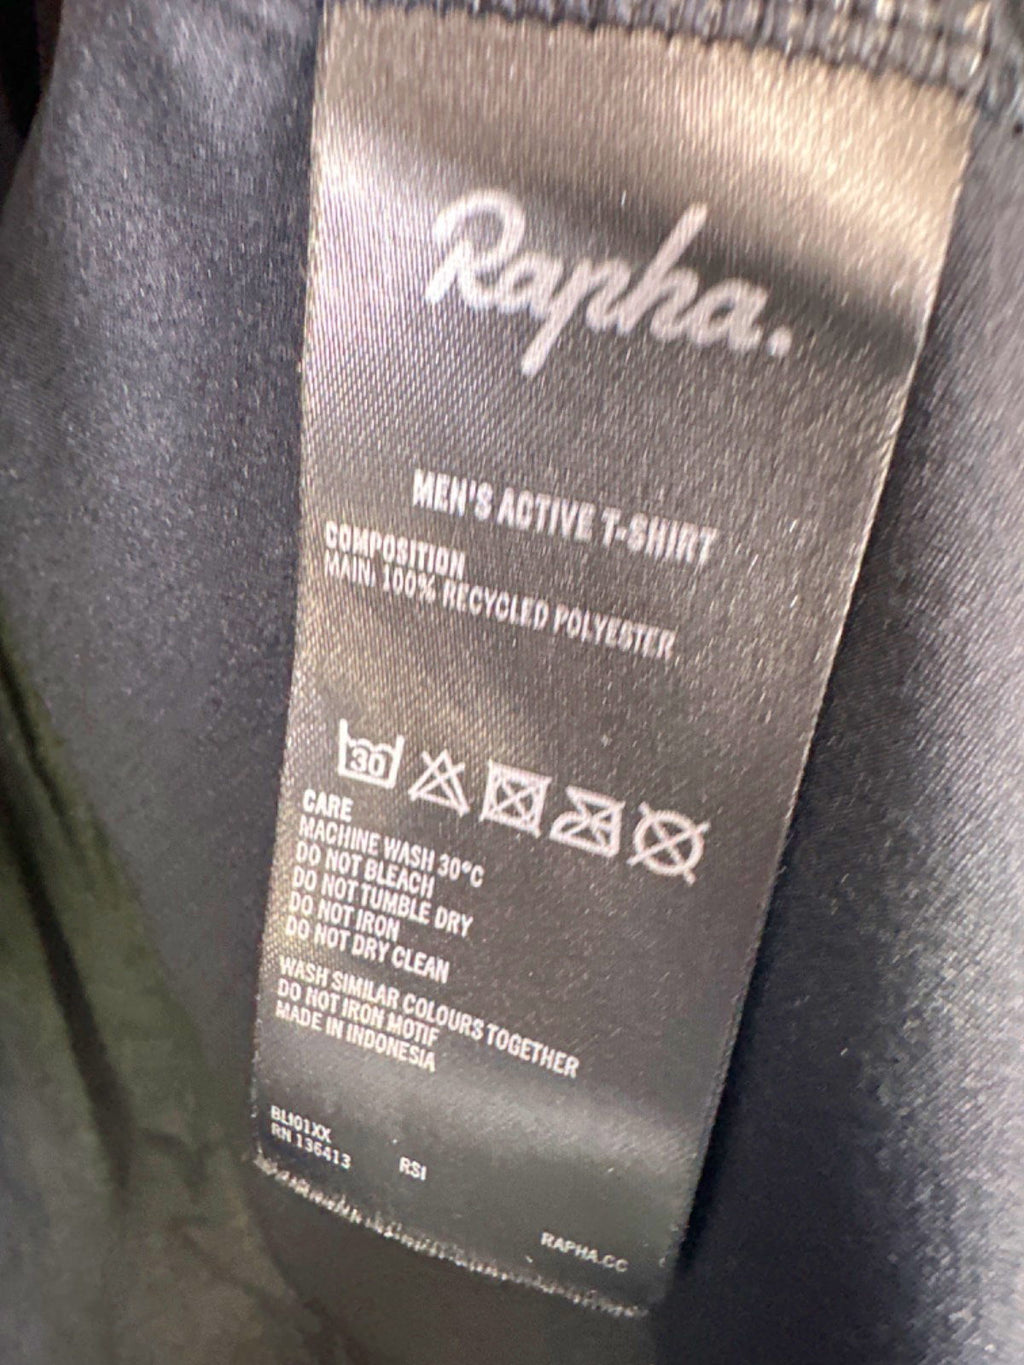 Rapha.
MEN'S ACTIVE T-SHIRT
COMPOSITION
MAIN: 100% RECYCLED POLYESTER
30
CARE
MACHINE WASH 30°C
DO NOT BLEACH
DO NOT TUMBLE DRY
DO NOT IRON
DO NOT DRY CLEAN
WASH SIMILAR COLOURS TOGETHER
DO NOT IRON MOTIF
MADE IN INDONESIA
RN 136413 RSI
RAPHA.CC